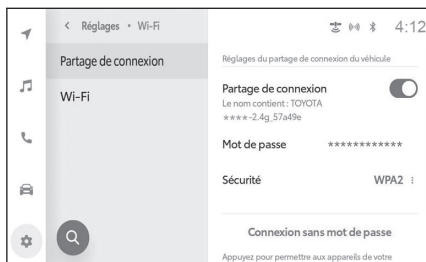 < Réglages • Wi-Fi
4:12
Partage de connexion
Wi-Fi
Réglages du partage de connexion du véhicule
Partage de connexion
Le nom contient : TOYOTA
****-2.4g_57a49e
Mot de passe ************
Sécurité WPA2
Connexion sans mot de passe
Appuyez pour permettre aux appareils de votre